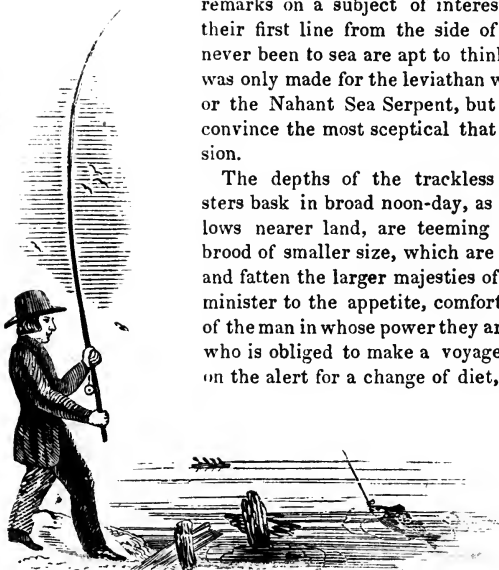 remarks on a subject of interes
their first line from the side of
never been to sea are apt to think
was only made for the leviathan w
or the Nahant Sea Serpent, but
convince the most sceptical that
sion.
The depths of the trackless
sters bask in broad noon-day, as
lows nearer land, are teeming
brood of smaller size, which are
and fatten the larger majesties of
minister to the appetite, comfort
of the man in whose power they ar
who is obliged to make a voyage
on the alert for a change of diet,